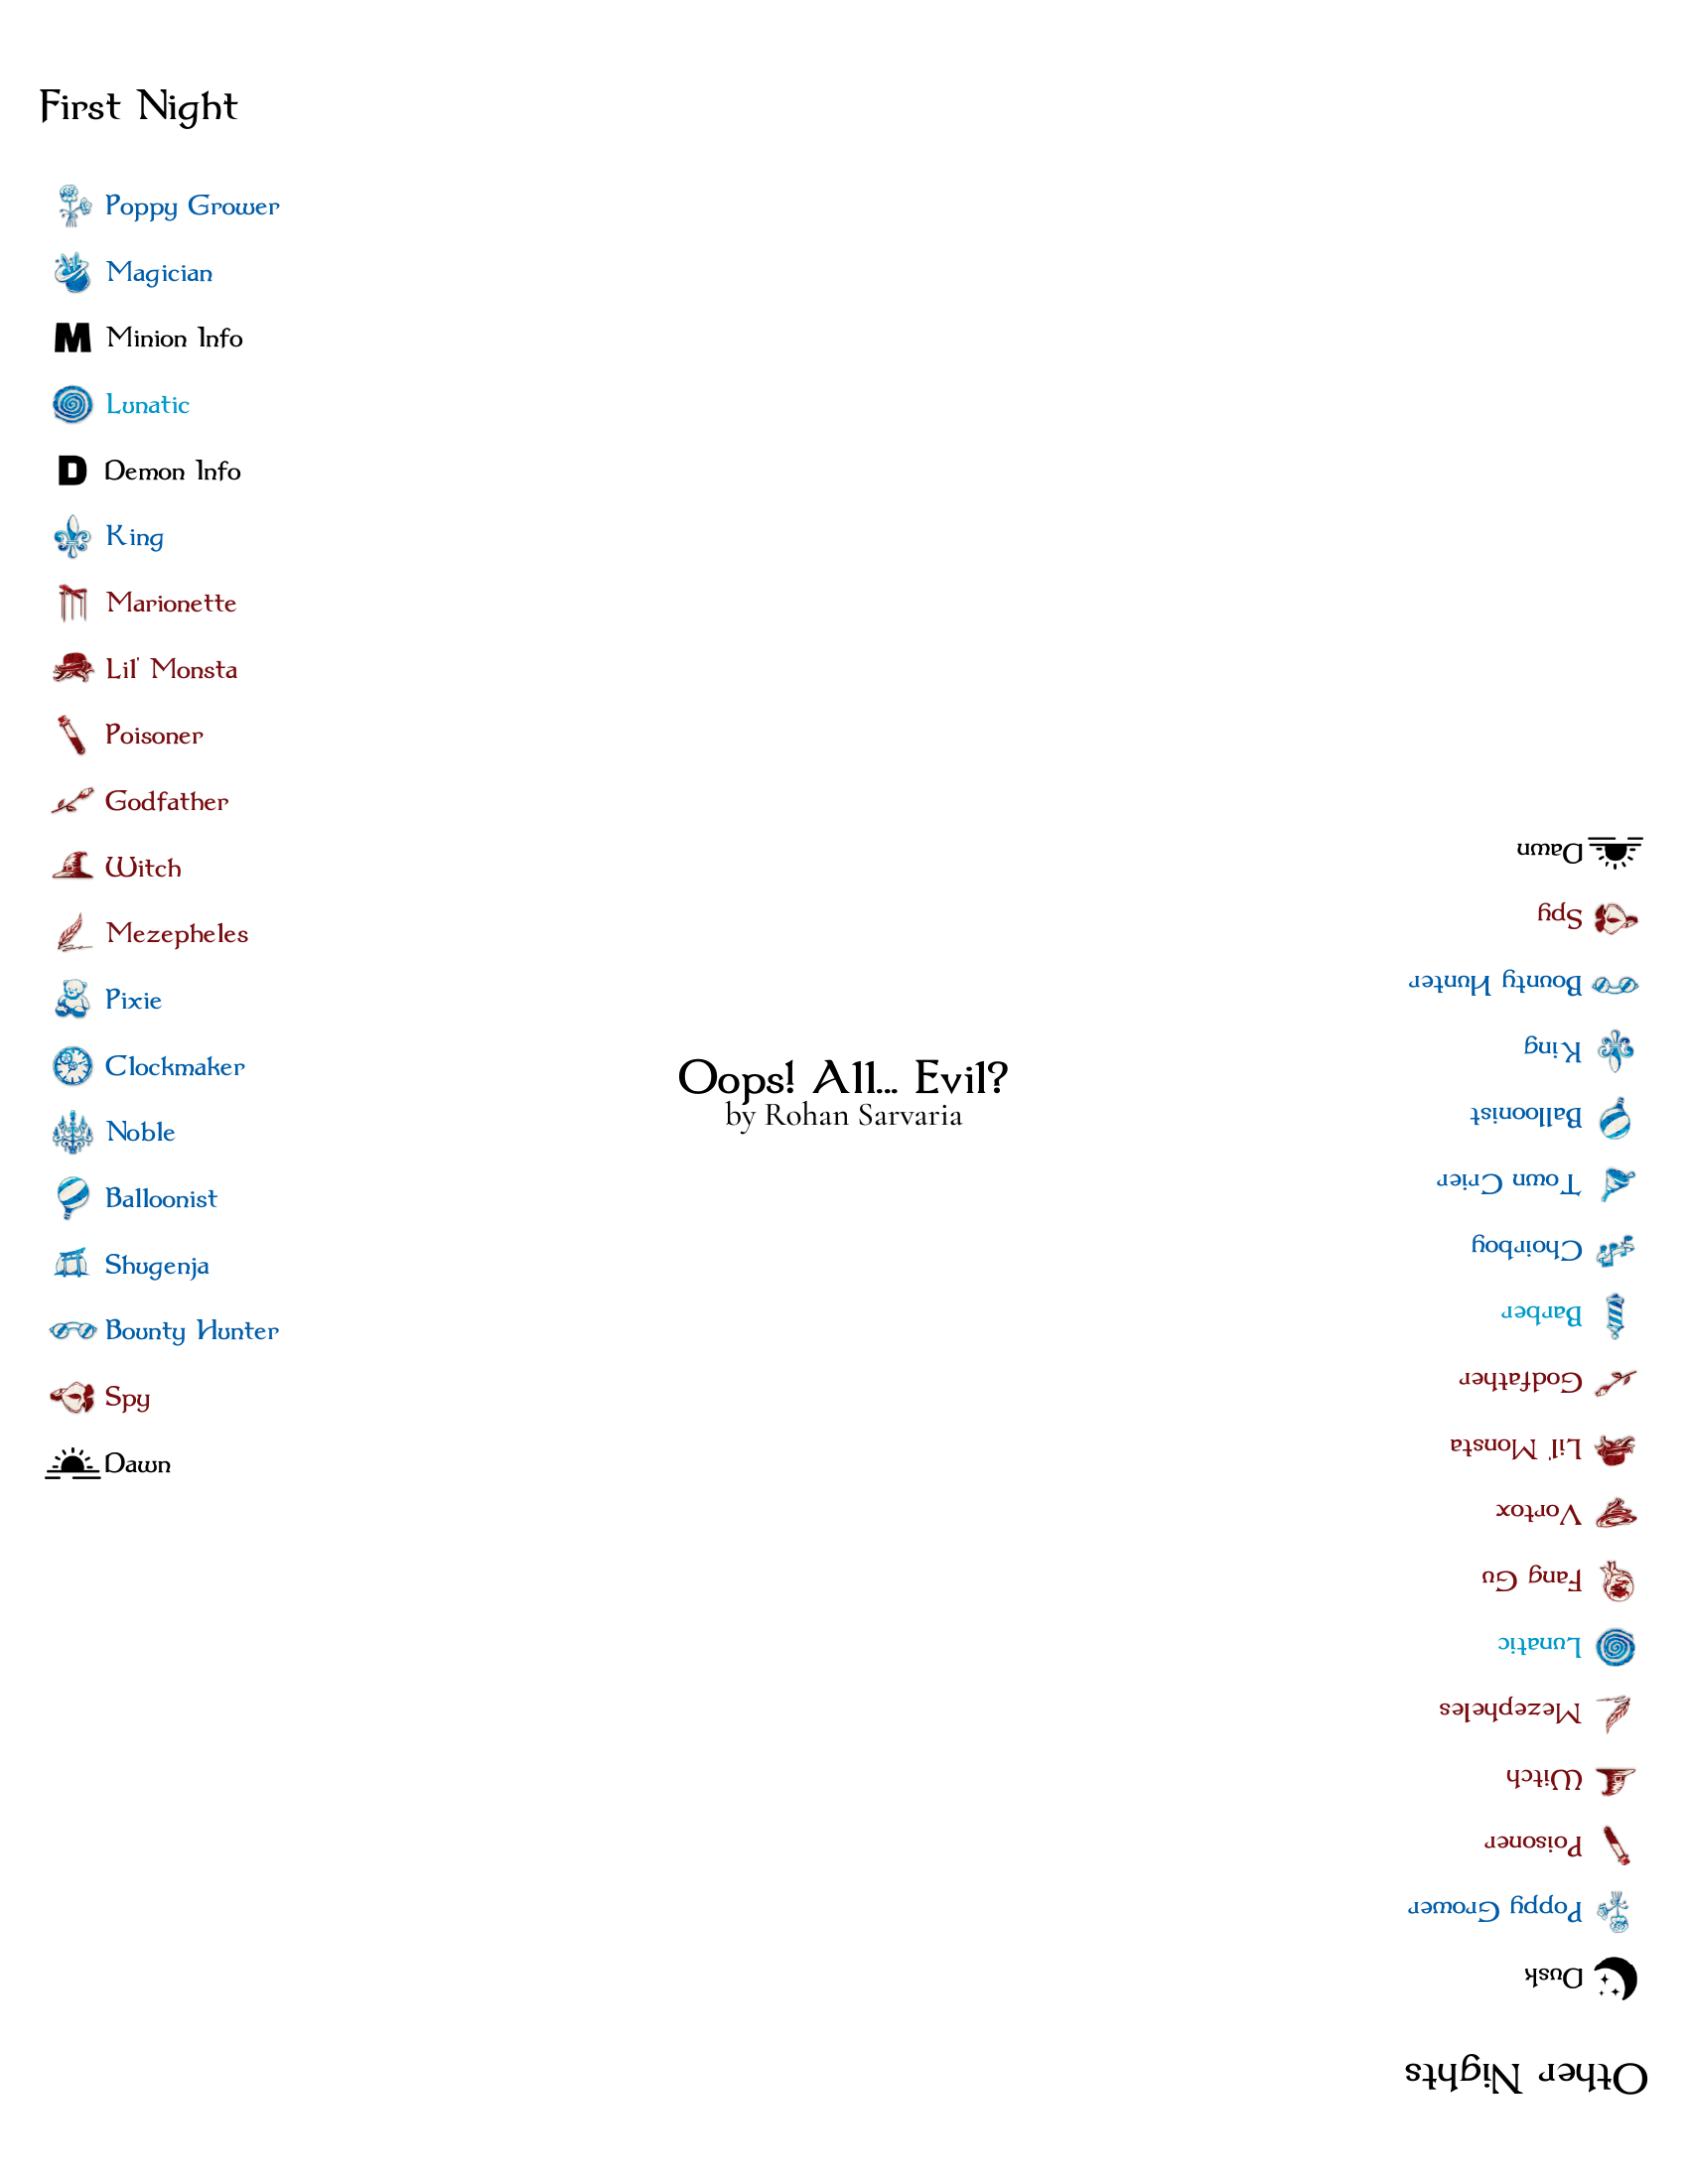 First Night
Poppy Grower
Magician
M Minion Info
Lunatic
D Demon Info
King
Marionette
Lil' Monsta
Poisoner
Godfather
Witch
Mezepheles
Pixie
Clockmaker
Noble
Balloonist
Shugenja
Bounty Hunter
Spy
Dawn
Oops! All... Evil?
by Rohan Sarvaria
Other Nights
Dusk
Poppy Grower
Poisoner
Witch
Mezepheles
Lunatic
Fang Gu
Vortox
Lil' Monsta
Godfather
Barber
Choirboy
Town Crier
Balloonist
King
Bounty Hunter
Spy
Dawn